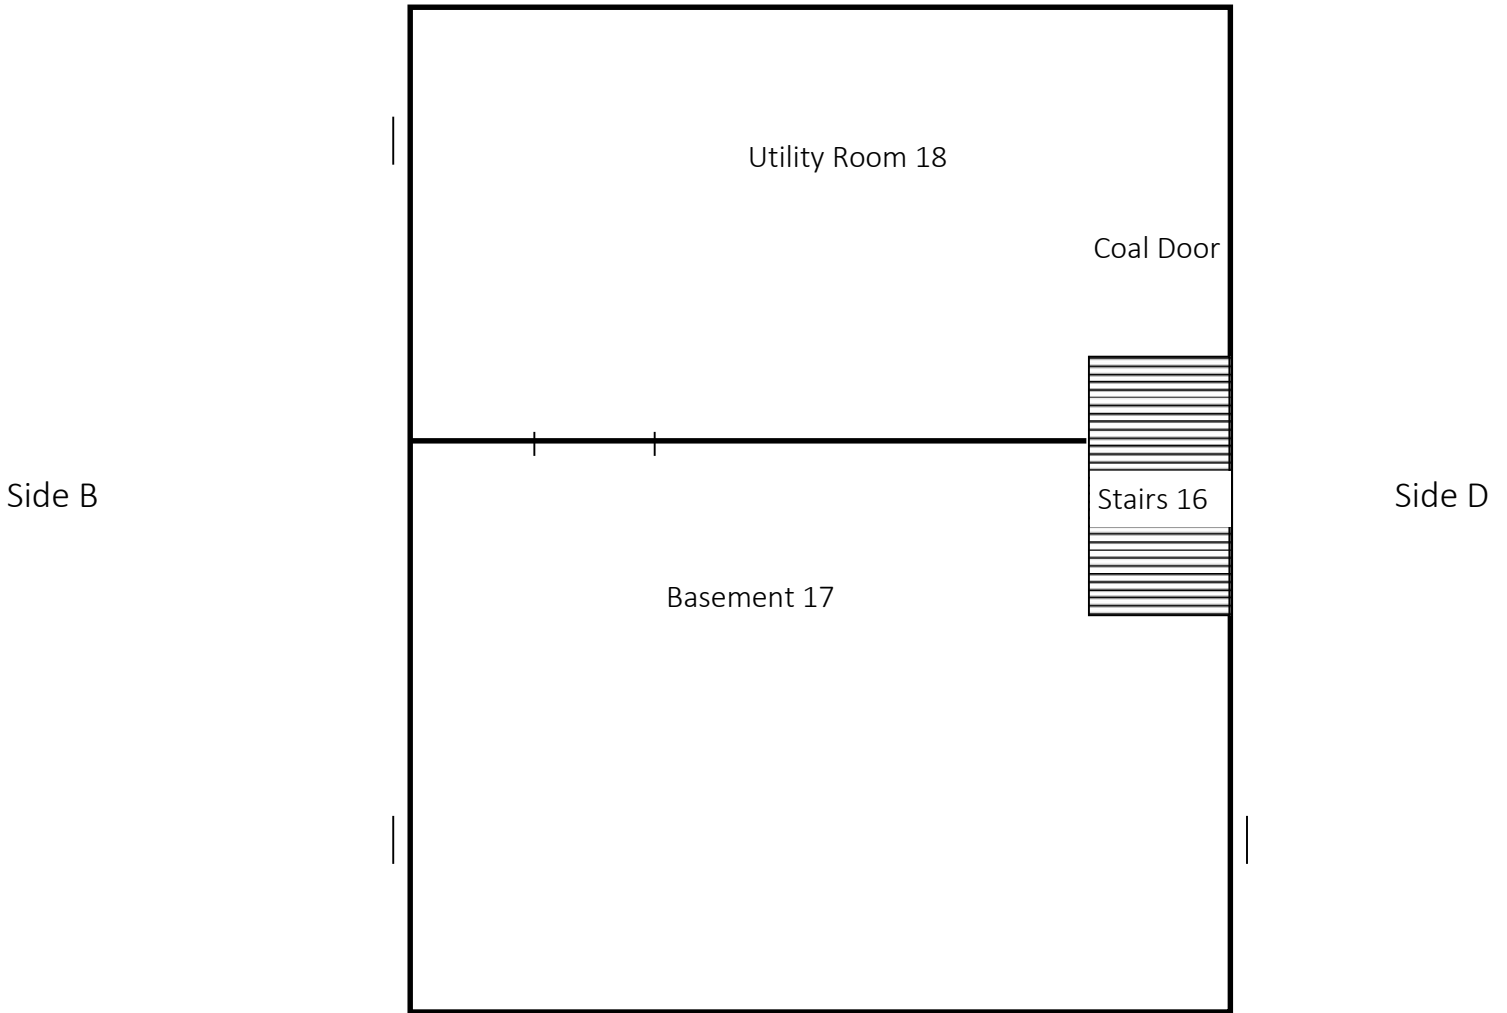 Utility Room 18
Coal Door
Side B
Stairs 16
Side D
Basement 17